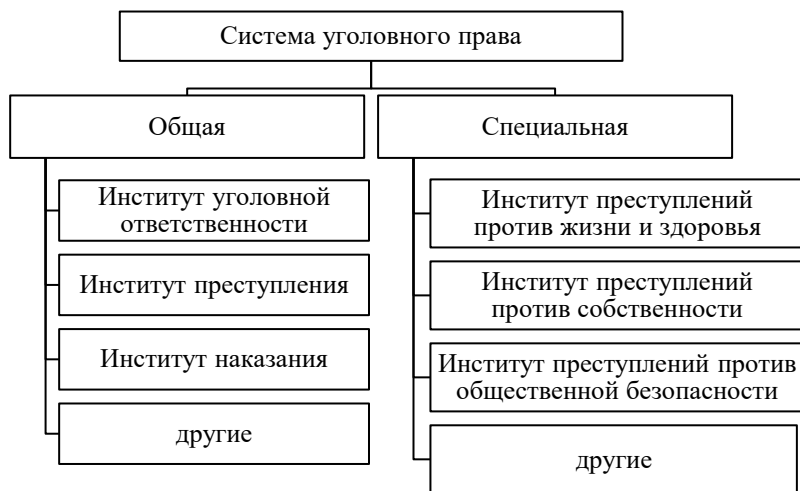 Система уголовного права
Общая
Институт уголовной
ответственности
Институт преступления
Институт наказания
другие
Специальная
Институт преступлений
против жизни и здоровья
Институт преступлений
против собственности
Институт преступлений против
общественной безопасности
другие